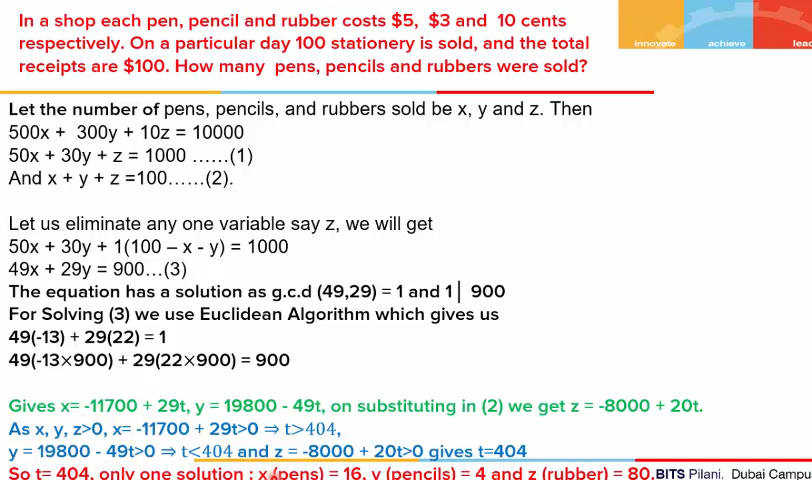 In a shop each pen, pencil and rubber costs $5, $3 and 10 cents
respectively. On a particular day 100 stationery is sold, and the total
receipts are $100. How many pens, pencils and rubbers were sold?
innovate achieve lead
Let the number of pens, pencils, and rubbers sold be x, y and z. Then
500x + 300y + 10z = 10000
50x + 30y + z = 1000 ……(1)
And x + y + z =100……(2).
Let us eliminate any one variable say z, we will get
50x + 30y + 1(100 – x - y) = 1000
49x + 29y = 900…(3)
The equation has a solution as g.c.d (49,29) = 1 and 1│ 900
For Solving (3) we use Euclidean Algorithm which gives us
49(-13) + 29(22) = 1
49(-13×900) + 29(22×900) = 900
Gives x= -11700 + 29t, y = 19800 - 49t, on substituting in (2) we get z = -8000 + 20t.
As x, y, z>0, x= -11700 + 29t>0 ⇒ t>404,
y = 19800 - 49t>0 ⇒ t<404 and z = -8000 + 20t>0 gives t=404
So t= 404, only one solution : x (pens) = 16, y (pencils) = 4 and z (rubber) = 80.
BITS Pilani, Dubai Campu